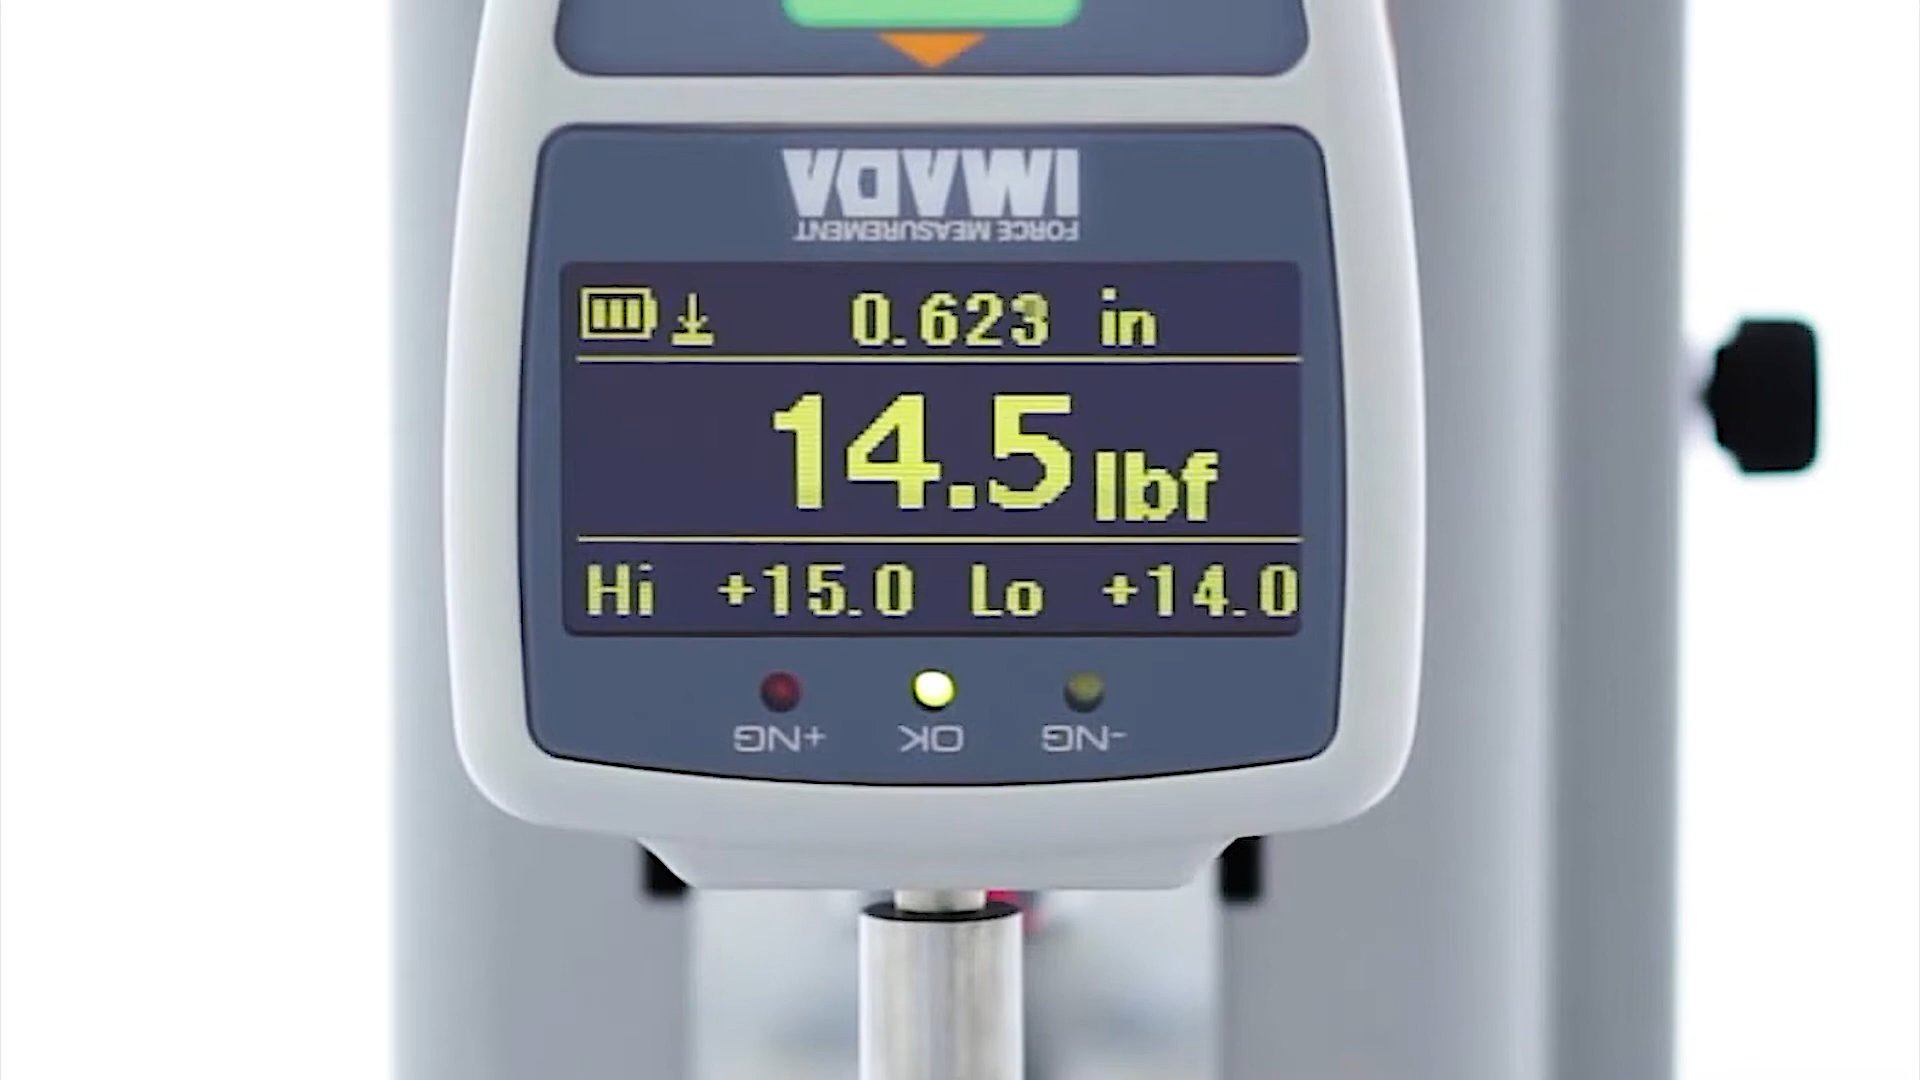 IMADA
FORCE MEASUREMENT
0.623 in
14.5 lbf
Hi +15.0 Lo +14.0
+NG OK -NG